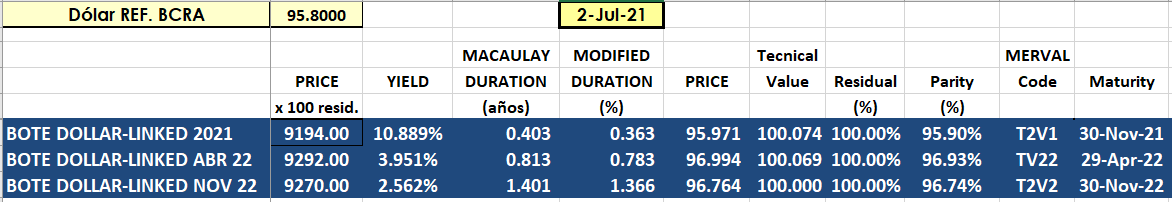 Dólar REF. BCRA 95.8000 2-Jul-21
MACAULAY MODIFIED Tecnical MERVAL
PRICE YIELD DURATION DURATION PRICE Value Residual Parity Code Maturity
x 100 resid. (años) (%) (%) (%)
BOTE DOLLAR-LINKED 2021 9194.00 10.889% 0.403 0.363 95.971 100.074 100.00% 95.90% T2V1 30-Nov-21
BOTE DOLLAR-LINKED ABR 22 9292.00 3.951% 0.813 0.783 96.994 100.069 100.00% 96.93% TV22 29-Apr-22
BOTE DOLLAR-LINKED NOV 22 9270.00 2.562% 1.401 1.366 96.764 100.000 100.00% 96.74% T2V2 30-Nov-22